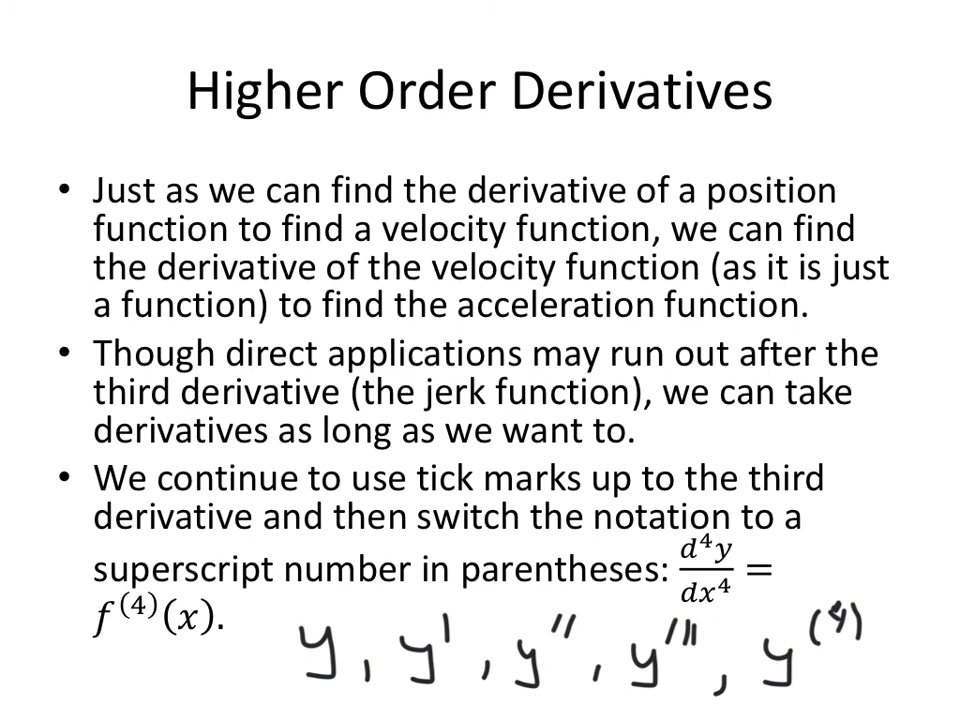 Higher Order Derivatives
• Just as we can find the derivative of a position
function to find a velocity function, we can find
the derivative of the velocity function (as it is just
a function) to find the acceleration function.
• Though direct applications may run out after the
third derivative (the jerk function), we can take
derivatives as long as we want to.
• We continue to use tick marks up to the third
derivative and then switch the notation to a
superscript number in parentheses: d⁴y/dx⁴ =
f⁽⁴⁾(x).
y, y', y'', y''', y⁽⁴⁾